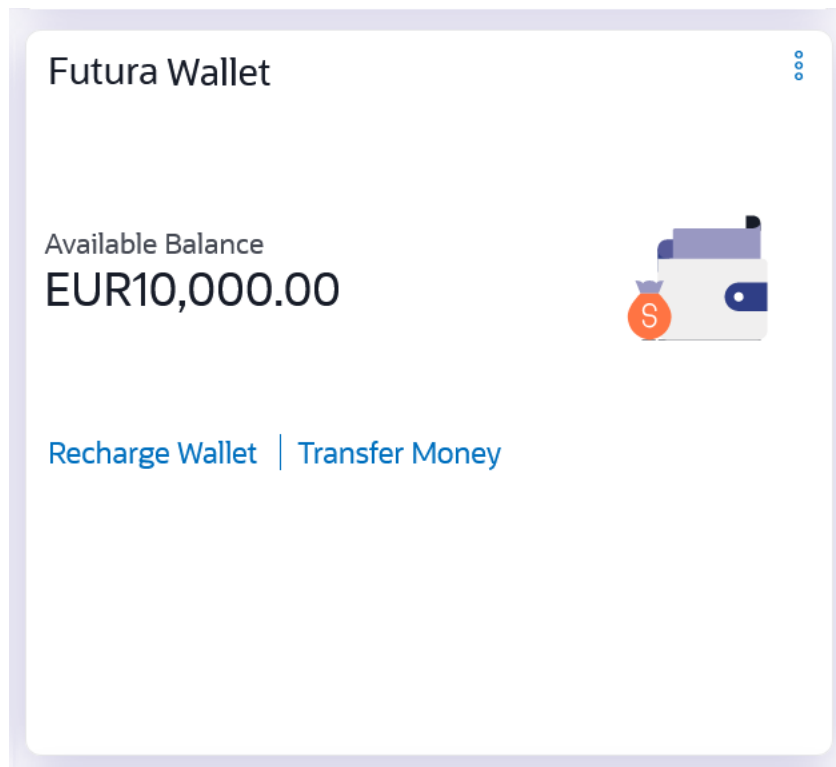 Futura Wallet
Available Balance
EUR10,000.00
S
Recharge Wallet | Transfer Money